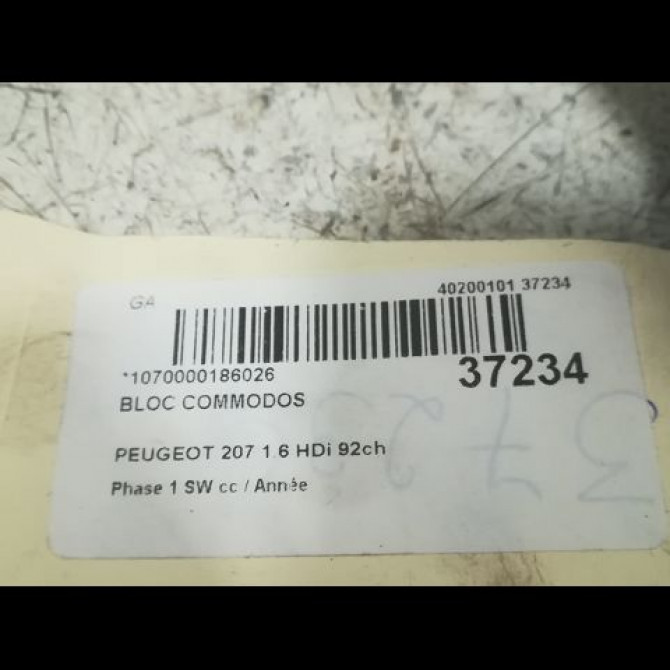 GA
40200101 37234
*1070000186026
37234
BLOC COMMODOS
PEUGEOT 207 1.6 HDi 92ch
Phase 1 SW cc / Année